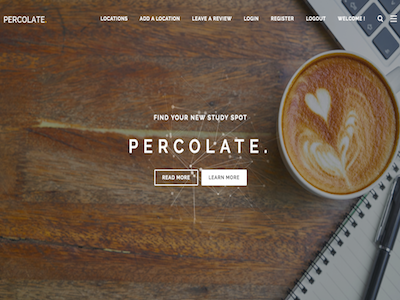 PERCOLATE.
LOCATIONS ADD A LOCATION LEAVE A REVIEW LOGIN REGISTER LOGOUT WELCOME !
FIND YOUR NEW STUDY SPOT
PERCOLATE.
READ MORE LEARN MORE